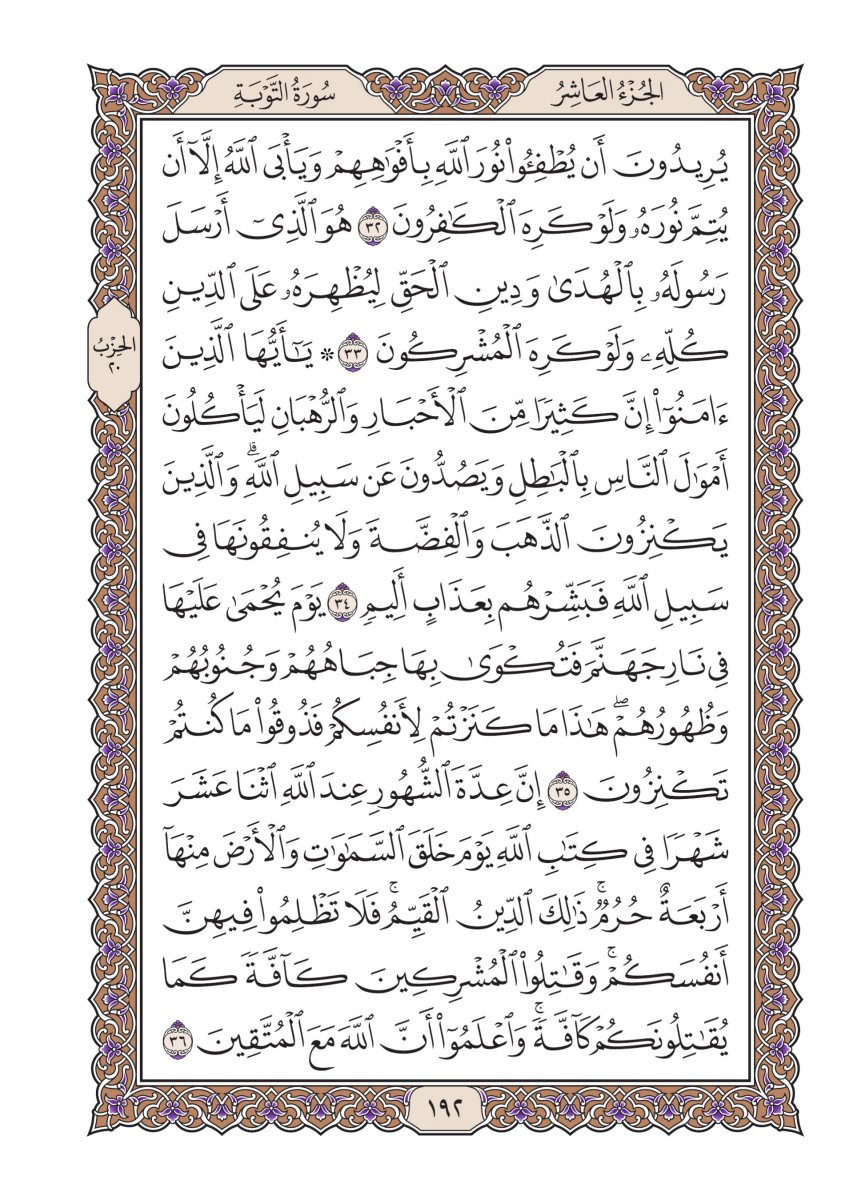 الجُزْءُ العَاشِرُ
سُورَةُ التَّوْبَةِ
يُرِيدُونَ أَن يُطْفِـُٔوا۟ نُورَ ٱللَّهِ بِأَفْوَٰهِهِمْ وَيَأْبَى ٱللَّهُ إِلَّآ أَن
يُتِمَّ نُورَهُۥ وَلَوْ كَرِهَ ٱلْكَٰفِرُونَ ٣٢ هُوَ ٱلَّذِىٓ أَرْسَلَ
رَسُولَهُۥ بِٱلْهُدَىٰ وَدِينِ ٱلْحَقِّ لِيُظْهِرَهُۥ عَلَى ٱلدِّينِ
كُلِّهِۦ وَلَوْ كَرِهَ ٱلْمُشْرِكُونَ ٣٣ * يَٰٓأَيُّهَا ٱلَّذِينَ
ءَامَنُوٓا۟ إِنَّ كَثِيرًا مِّنَ ٱلْأَحْبَارِ وَٱلرُّهْبَانِ لَيَأْكُلُونَ
أَمْوَٰلَ ٱلنَّاسِ بِٱلْبَٰطِلِ وَيَصُدُّونَ عَن سَبِيلِ ٱللَّهِ ۗ وَٱلَّذِينَ
يَكْنِزُونَ ٱلذَّهَبَ وَٱلْفِضَّةَ وَلَا يُنفِقُونَهَا فِى
سَبِيلِ ٱللَّهِ فَبَشِّرْهُم بِعَذَابٍ أَلِيمٍ ٣٤ يَوْمَ يُحْمَىٰ عَلَيْهَا
فِى نَارِ جَهَنَّمَ فَتُكْوَىٰ بِهَا جِبَاهُهُمْ وَجُنُوبُهُمْ
وَظُهُورُهُمْ ۖ هَٰذَا مَا كَنَزْتُمْ لِأَنفُسِكُمْ فَذُوقُوا۟ مَا كُنتُمْ
تَكْنِزُونَ ٣٥ إِنَّ عِدَّةَ ٱلشُّهُورِ عِندَ ٱللَّهِ ٱثْنَا عَشَرَ
شَهْرًا فِى كِتَٰبِ ٱللَّهِ يَوْمَ خَلَقَ ٱلسَّمَٰوَٰتِ وَٱلْأَرْضَ مِنْهَآ
أَرْبَعَةٌ حُرُمٌ ۚ ذَٰلِكَ ٱلدِّينُ ٱلْقَيِّمُ ۚ فَلَا تَظْلِمُوا۟ فِيهِنَّ
أَنفُسَكُمْ ۚ وَقَٰتِلُوا۟ ٱلْمُشْرِكِينَ كَآفَّةً كَمَا
يُقَٰتِلُونَكُمْ كَآفَّةً ۚ وَٱعْلَمُوٓا۟ أَنَّ ٱللَّهَ مَعَ ٱلْمُتَّقِينَ ٣٦
الحِزْبُ
٢٠
١٩٢